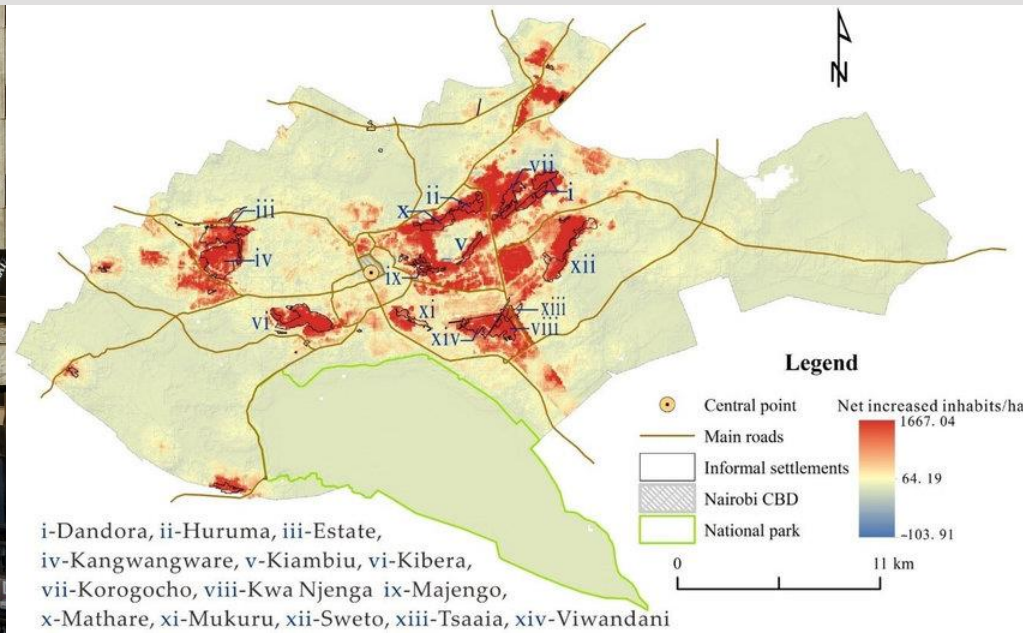 N
vii
ii
i
x
iii
v
iv
xii
ix
xi
xiii
vi
viii
xiv
Legend
Central point
Net increased inhabits/ha
1667. 04
Main roads
Informal settlements
64. 19
Nairobi CBD
National park
-103. 91
0
11 km
i-Dandora, ii-Huruma, iii-Estate,
iv-Kangwangware, v-Kiambiu, vi-Kibera,
vii-Korogocho, viii-Kwa Njenga ix-Majengo,
x-Mathare, xi-Mukuru, xii-Sweto, xiii-Tsaaia, xiv-Viwandani